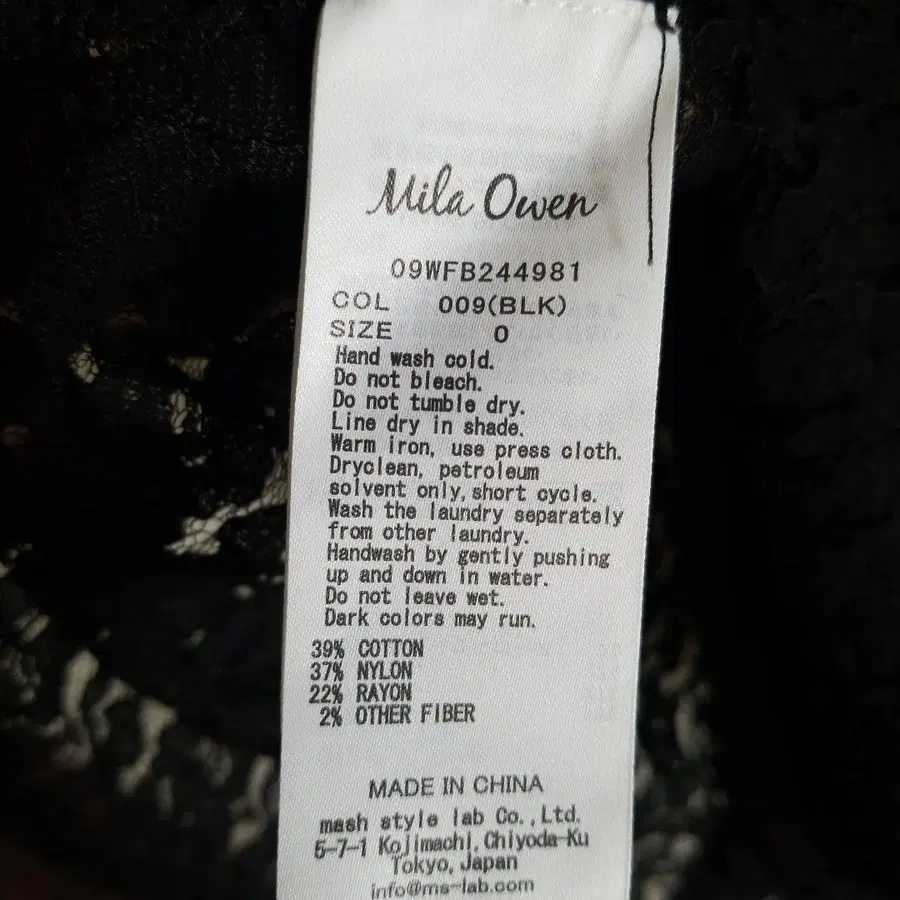 Mila Owen
09WFB244981
COL 009(BLK)
SIZE 0
Hand wash cold.
Do not bleach.
Do not tumble dry.
Line dry in shade.
Warm iron, use press cloth.
Dryclean, petroleum
solvent only, short cycle.
Wash the laundry separately
from other laundry.
Handwash by gently pushing
up and down in water.
Do not leave wet.
Dark colors may run.
39% COTTON
37% NYLON
22% RAYON
2% OTHER FIBER
MADE IN CHINA
mash style lab Co.,Ltd.
5-7-1 Kojimachi, Chiyoda-Ku
Tokyo, Japan
info@ms-lab.com